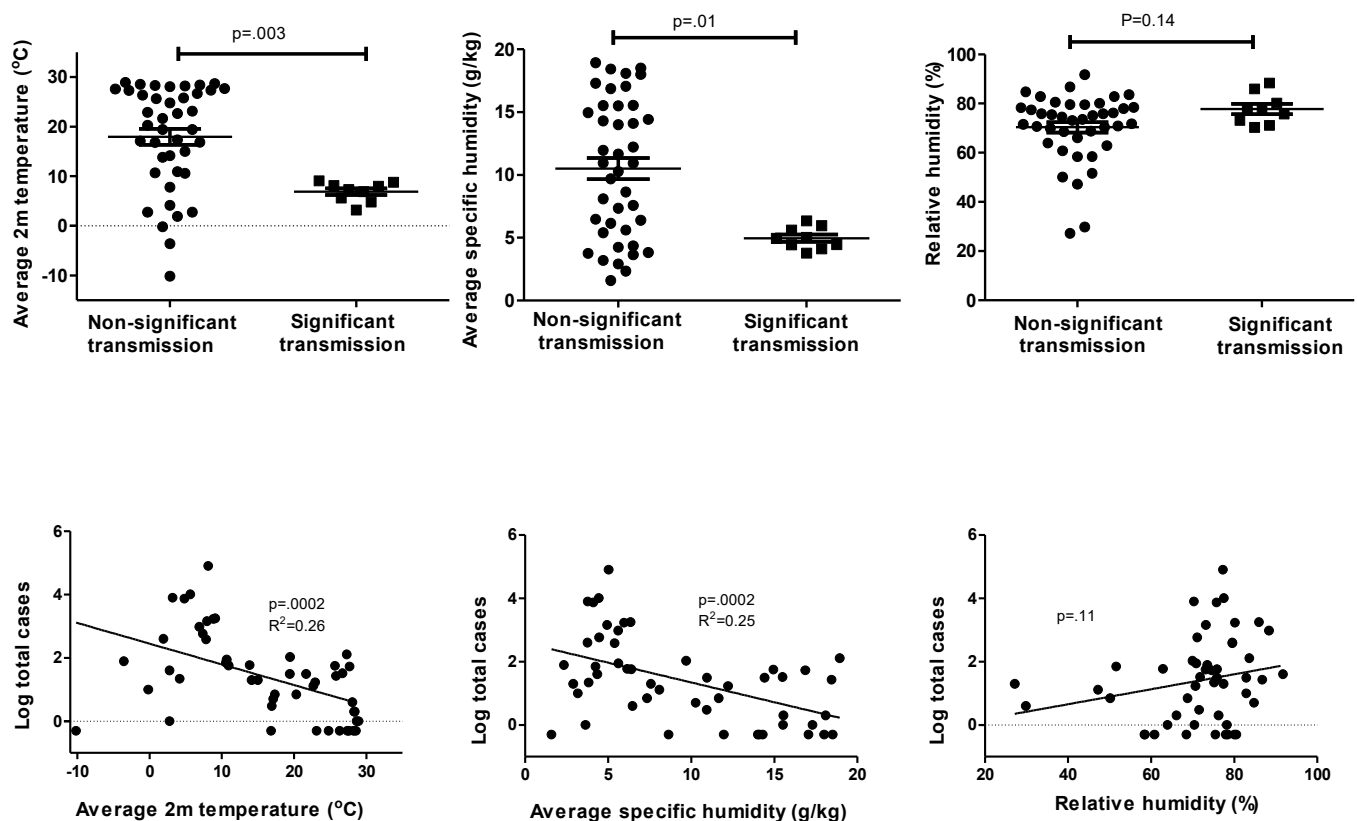 p=.003
Average 2m temperature (°C)
30
20
10
0
-10
Non-significant
transmission
Significant
transmission
p=.01
Average specific humidity (g/kg)
20
15
10
5
0
Non-significant
transmission
Significant
transmission
P=0.14
Relative humidity (%)
100
80
60
40
20
0
Non-significant
transmission
Significant
transmission
Log total cases
6
4
2
0
p=.0002
R²=0.26
-10 0 10 20 30
Average 2m temperature (°C)
Log total cases
6
4
2
0
p=.0002
R²=0.25
0 5 10 15 20
Average specific humidity (g/kg)
Log total cases
6
4
2
0
p=.11
20 40 60 80 100
Relative humidity (%)